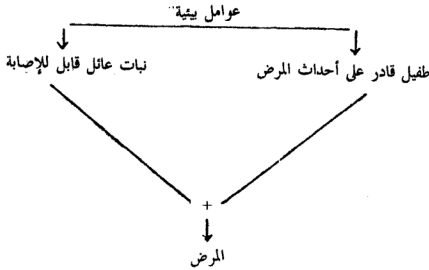 عوامل بيئية
طفيل قادر على أحداث المرض
نبات عائل قابل للإصابة
+
المرض